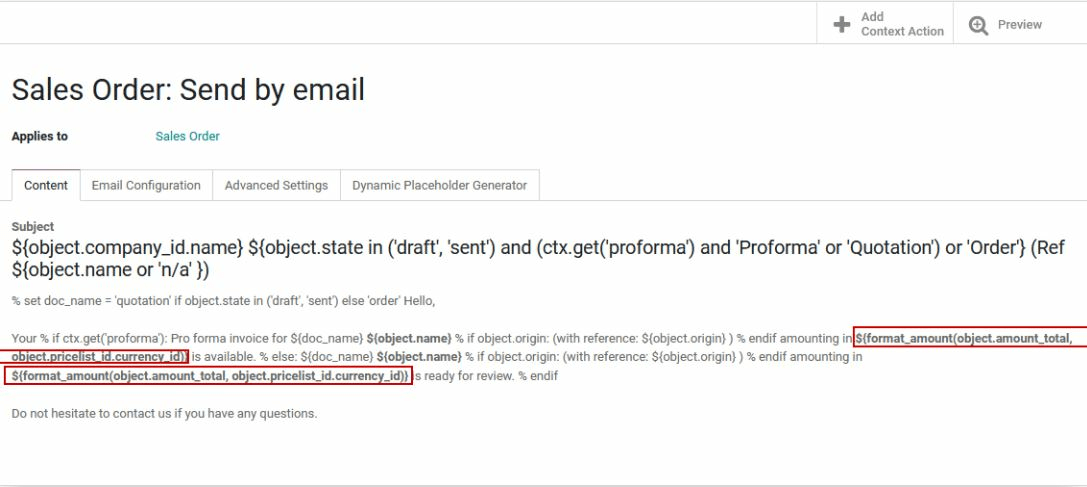 Add
Context Action
Preview
Sales Order: Send by email
Applies to Sales Order
Content Email Configuration Advanced Settings Dynamic Placeholder Generator
Subject
${object.company_id.name} ${object.state in ('draft', 'sent') and (ctx.get('proforma') and 'Proforma' or 'Quotation') or 'Order'} (Ref
${object.name or 'n/a' })
% set doc_name = 'quotation' if object.state in ('draft', 'sent') else 'order' Hello,
Your % if ctx.get('proforma'): Pro forma invoice for ${doc_name} ${object.name} % if object.origin: (with reference: ${object.origin} ) % endif amounting in ${format_amount(object.amount_total,
object.pricelist_id.currency_id)} is available. % else: ${doc_name} ${object.name} % if object.origin: (with reference: ${object.origin} ) % endif amounting in
${format_amount(object.amount_total, object.pricelist_id.currency_id)} is ready for review. % endif
Do not hesitate to contact us if you have any questions.